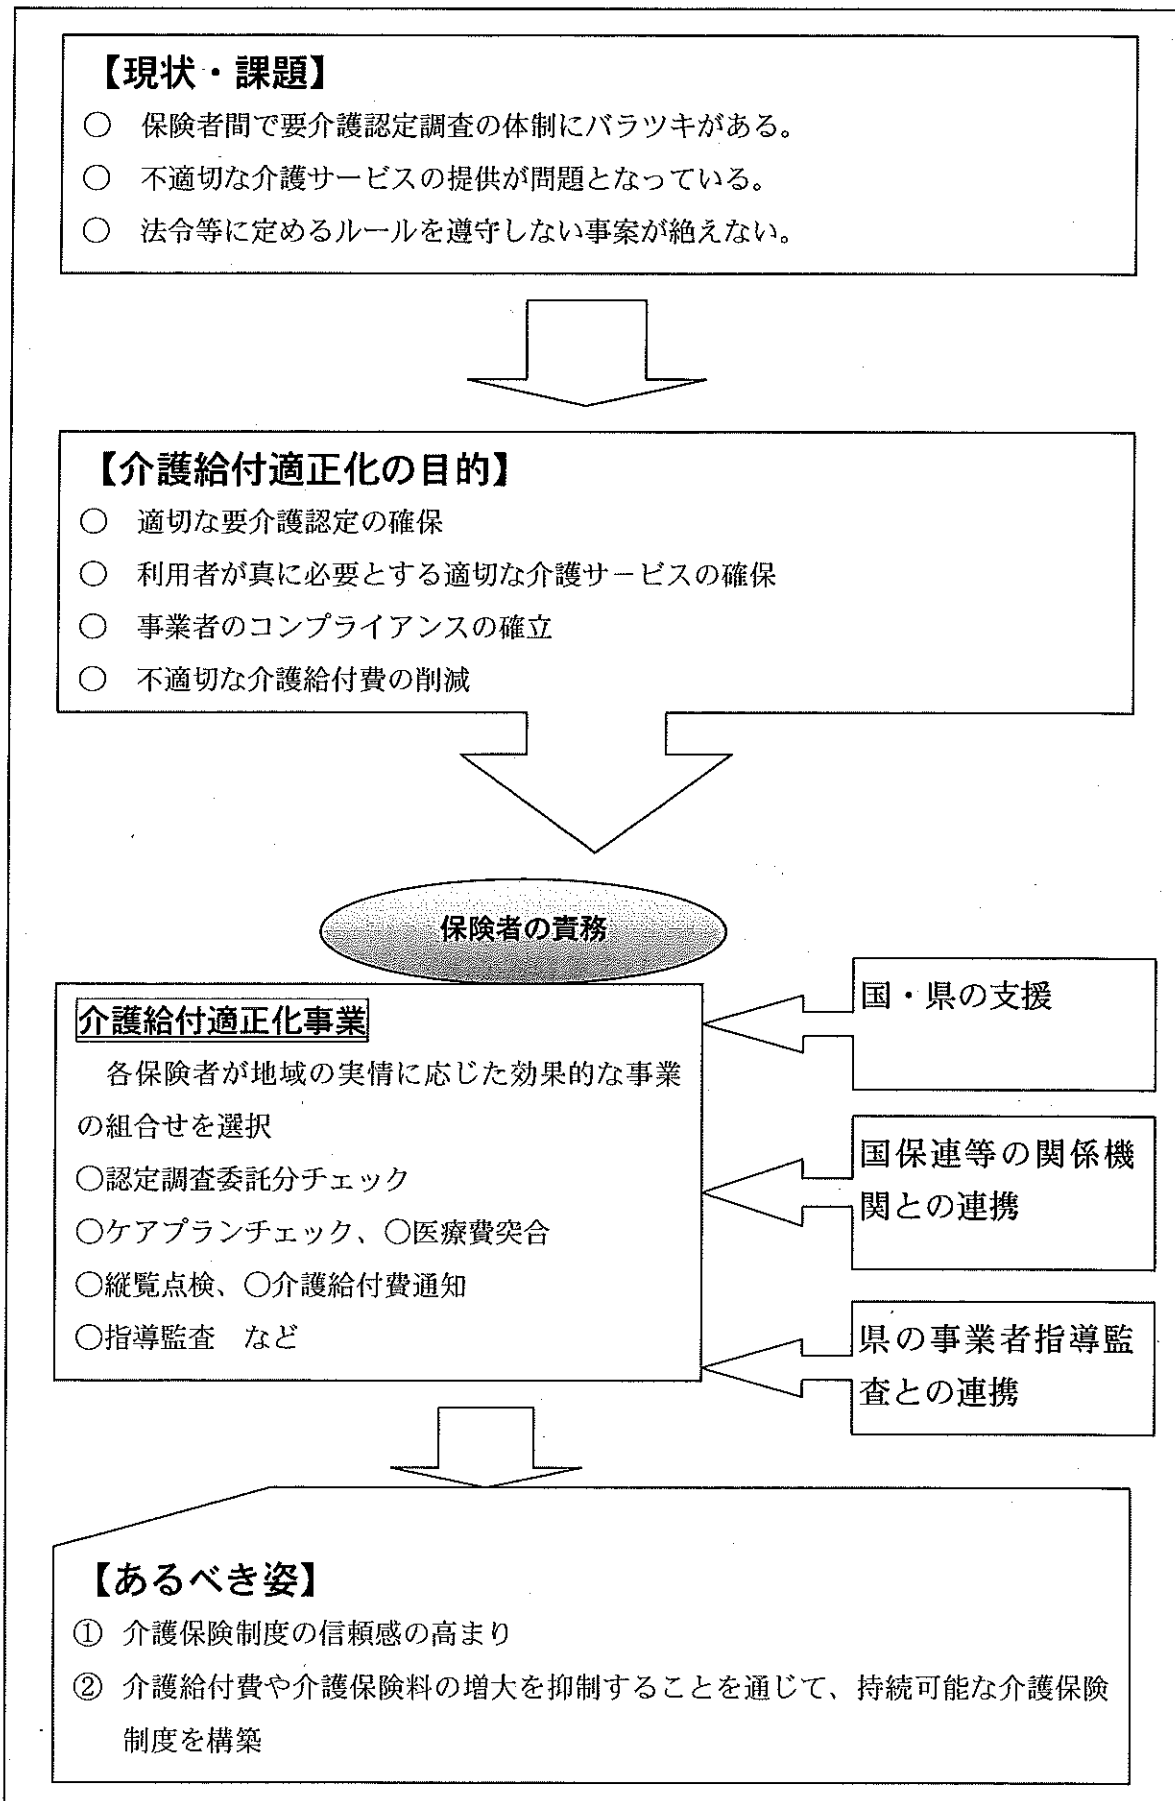 【現状・課題】
○ 保険者間で要介護認定調査の体制にバラツキがある。
○ 不適切な介護サービスの提供が問題となっている。
○ 法令等に定めるルールを遵守しない事案が絶えない。
【介護給付適正化の目的】
○ 適切な要介護認定の確保
○ 利用者が真に必要とする適切な介護サービスの確保
○ 事業者のコンプライアンスの確立
○ 不適切な介護給付費の削減
保険者の責務
介護給付適正化事業
各保険者が地域の実情に応じた効果的な事業
の組合せを選択
○認定調査委託分チェック
○ケアプランチェック、○医療費突合
○縦覧点検、○介護給付費通知
○指導監査 など
国・県の支援
国保連等の関係機
関との連携
県の事業者指導監
査との連携
【あるべき姿】
① 介護保険制度の信頼感の高まり
② 介護給付費や介護保険料の増大を抑制することを通じて、持続可能な介護保険
制度を構築